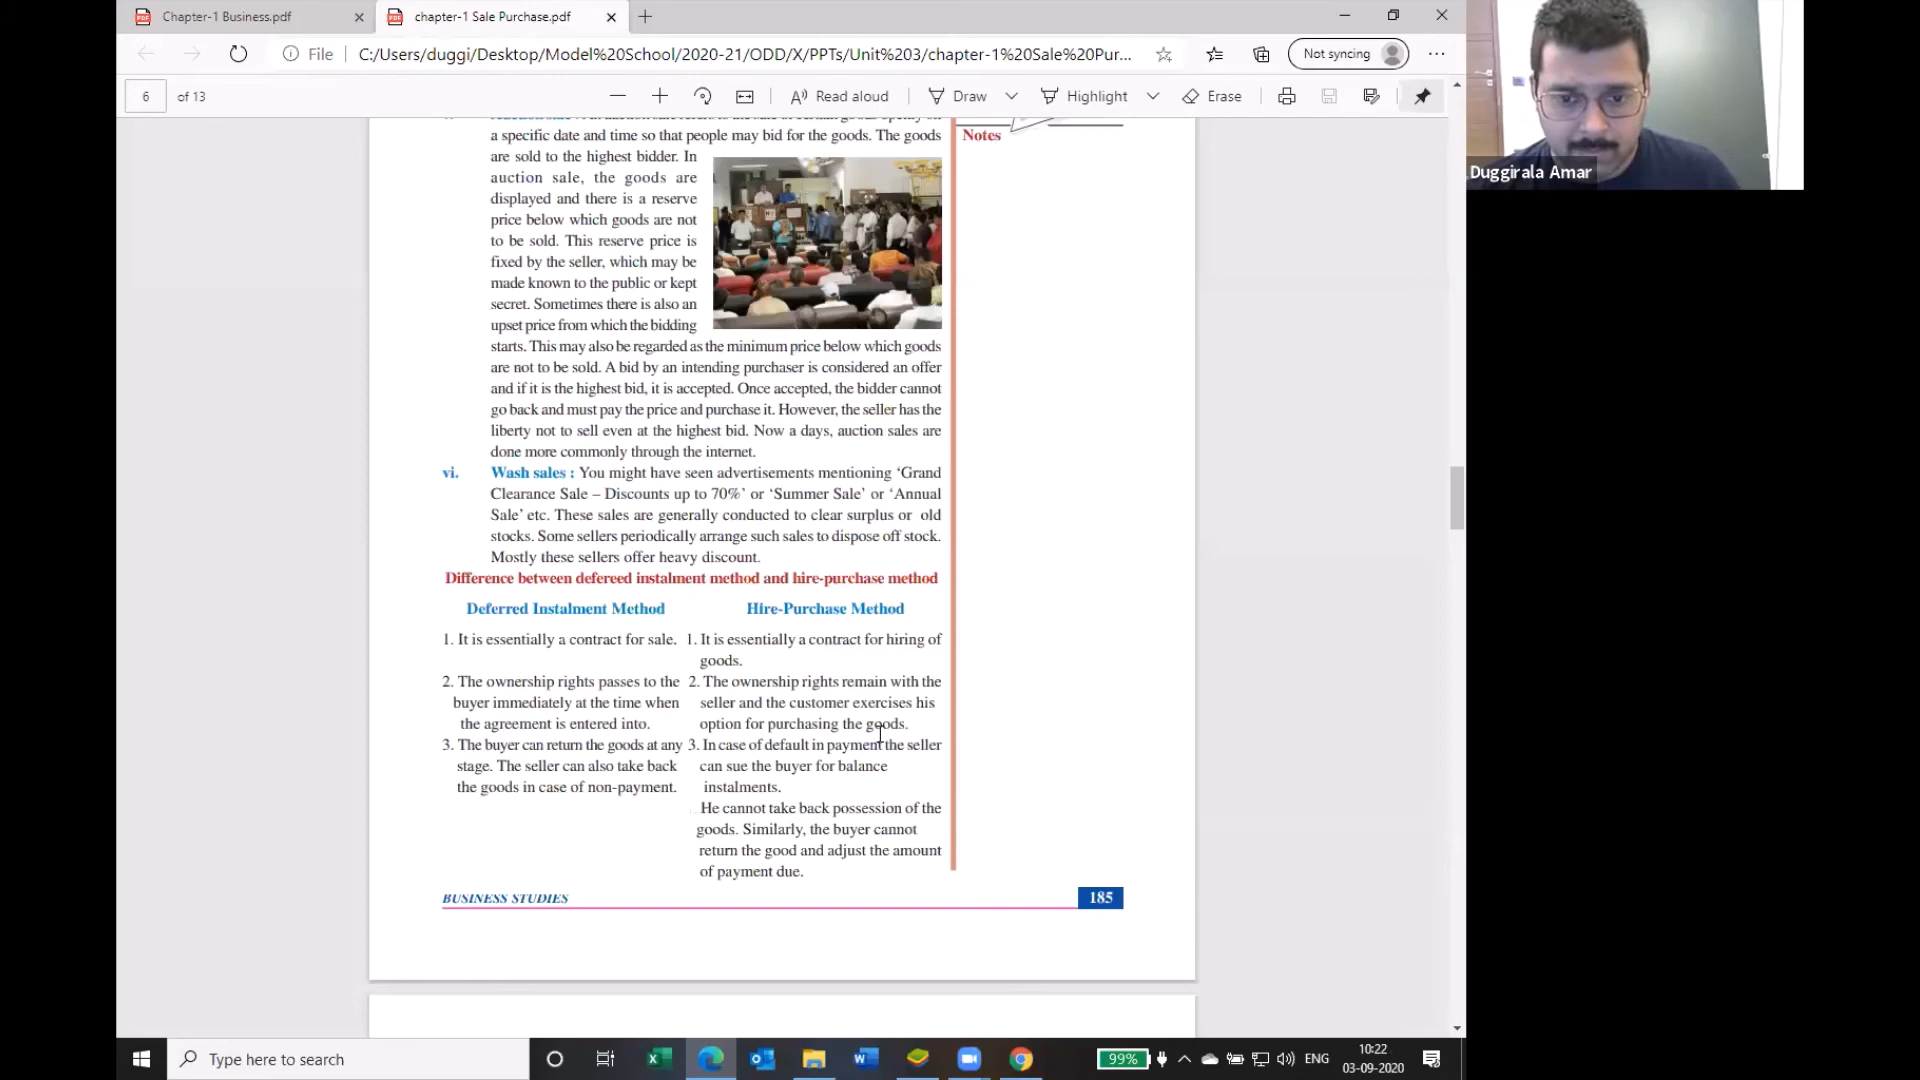 Chapter-1 Business.pdf
chapter-1 Sale Purchase.pdf
File
C:/Users/duggi/Desktop/Model%20School/2020-21/ODD/X/PPTs/Unit%203/chapter-1%20Sale%20Pur...
Not syncing
6 of 13
Read aloud
Draw
Highlight
Erase
Duggirala Amar
Notes
a specific date and time so that people may bid for the goods. The goods
are sold to the highest bidder. In
auction sale, the goods are
displayed and there is a reserve
price below which goods are not
to be sold. This reserve price is
fixed by the seller, which may be
made known to the public or kept
secret. Sometimes there is also an
upset price from which the bidding
starts. This may also be regarded as the minimum price below which goods
are not to be sold. A bid by an intending purchaser is considered an offer
and if it is the highest bid, it is accepted. Once accepted, the bidder cannot
go back and must pay the price and purchase it. However, the seller has the
liberty not to sell even at the highest bid. Now a days, auction sales are
done more commonly through the internet.
vi. Wash sales : You might have seen advertisements mentioning ‘Grand
Clearance Sale – Discounts up to 70%’ or ‘Summer Sale’ or ‘Annual
Sale’ etc. These sales are generally conducted to clear surplus or old
stocks. Some sellers periodically arrange such sales to dispose off stock.
Mostly these sellers offer heavy discount.
Difference between defereed instalment method and hire-purchase method
Deferred Instalment Method
1. It is essentially a contract for sale.
2. The ownership rights passes to the
buyer immediately at the time when
the agreement is entered into.
3. The buyer can return the goods at any
stage. The seller can also take back
the goods in case of non-payment.
Hire-Purchase Method
1. It is essentially a contract for hiring of
goods.
2. The ownership rights remain with the
seller and the customer exercises his
option for purchasing the goods.
3. In case of default in payment the seller
can sue the buyer for balance
instalments.
He cannot take back possession of the
goods. Similarly, the buyer cannot
return the good and adjust the amount
of payment due.
BUSINESS STUDIES
185
Type here to search
99%
ENG
10:22
03-09-2020